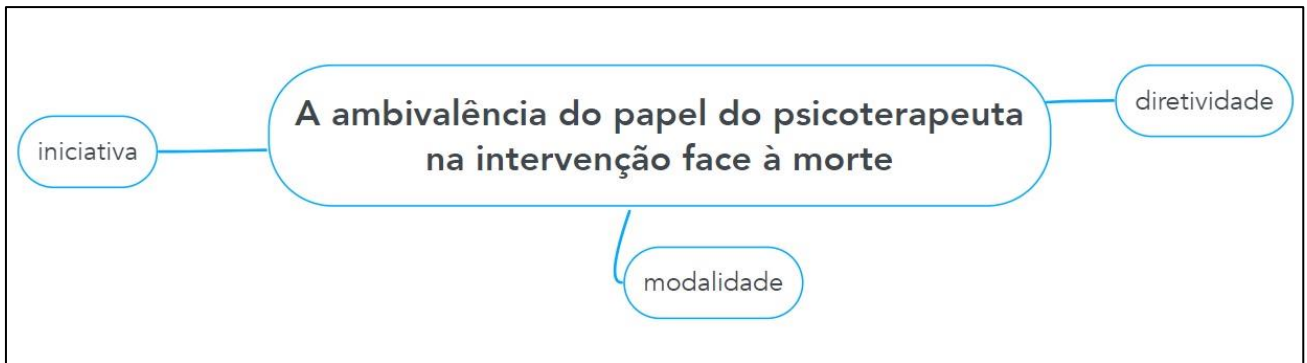 A ambivalência do papel do psicoterapeuta
na intervenção face à morte
diretividade
iniciativa
modalidade